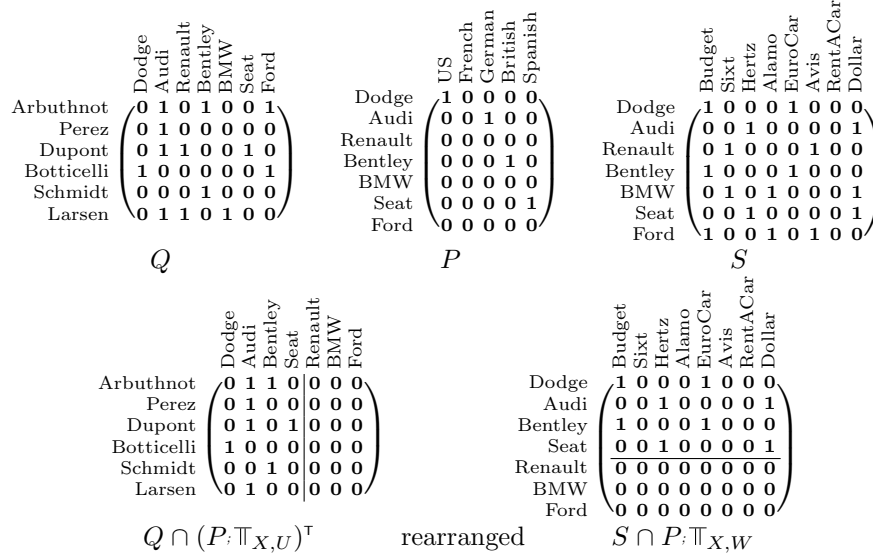 Dodge Audi Renault Bentley BMW Seat Ford
Arbuthnot 0 1 0 1 0 0 1
Perez 0 1 0 0 0 0 0
Dupont 0 1 1 0 0 1 0
Botticelli 1 0 0 0 0 0 1
Schmidt 0 0 0 1 0 0 0
Larsen 0 1 1 0 1 0 0
Q
US French German British Spanish
Dodge 1 0 0 0 0
Audi 0 0 1 0 0
Renault 0 0 0 0 0
Bentley 0 0 0 1 0
BMW 0 0 0 0 0
Seat 0 0 0 0 1
Ford 0 0 0 0 0
P
Budget Sixt Hertz Alamo EuroCar Avis RentACar Dollar
Dodge 1 0 0 0 1 0 0 0
Audi 0 0 1 0 0 0 0 1
Renault 0 1 0 0 0 1 0 0
Bentley 1 0 0 0 1 0 0 0
BMW 0 1 0 1 0 0 0 1
Seat 0 0 1 0 0 0 0 1
Ford 1 0 0 1 0 1 0 0
S
Dodge Audi Bentley Seat Renault BMW Ford
Arbuthnot 0 1 1 0 0 0 0
Perez 0 1 0 0 0 0 0
Dupont 0 1 0 1 0 0 0
Botticelli 1 0 0 0 0 0 0
Schmidt 0 0 1 0 0 0 0
Larsen 0 1 0 0 0 0 0
Budget Sixt Hertz Alamo EuroCar Avis RentACar Dollar
Dodge 1 0 0 0 1 0 0 0
Audi 0 0 1 0 0 0 0 1
Bentley 1 0 0 0 1 0 0 0
Seat 0 0 1 0 0 0 0 1
Renault 0 0 0 0 0 0 0 0
BMW 0 0 0 0 0 0 0 0
Ford 0 0 0 0 0 0 0 0
Q ∩ (P ; 𝕋_{X,U})^T rearranged S ∩ P ; 𝕋_{X,W}